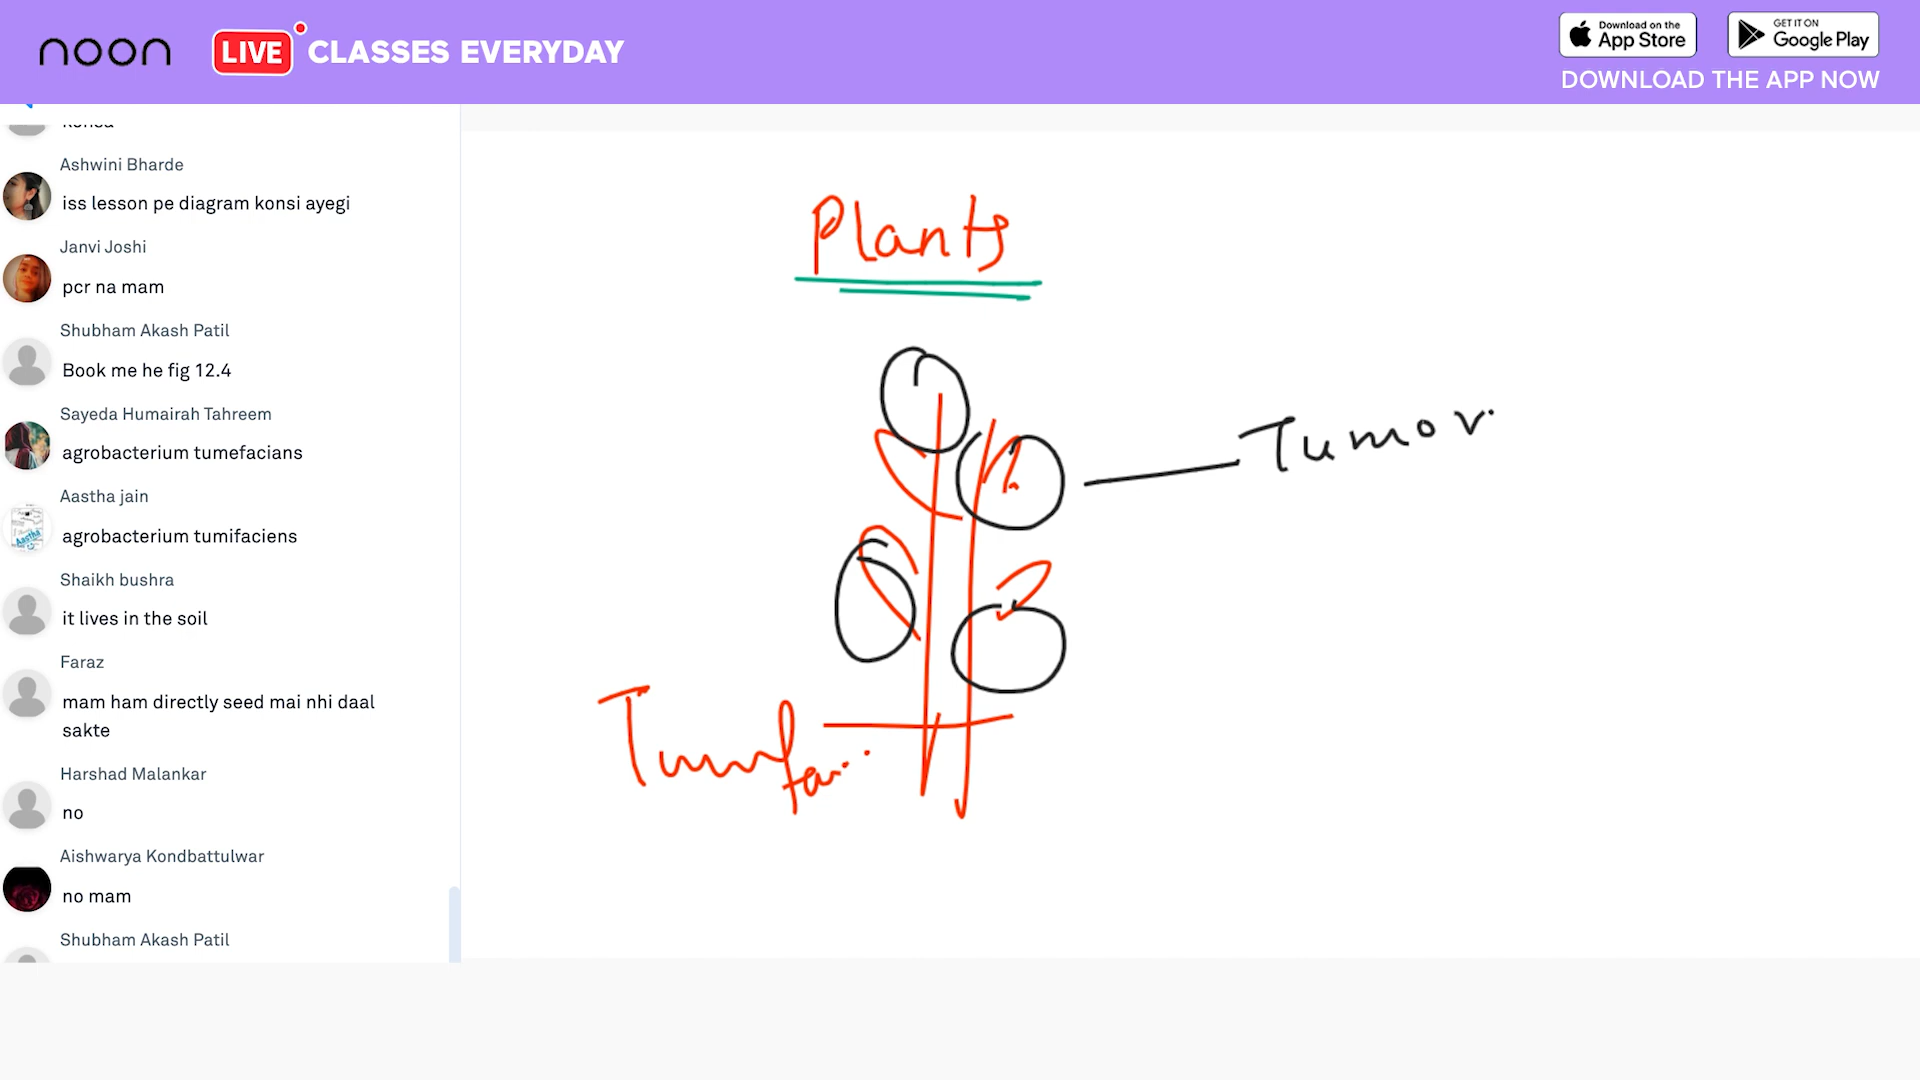 noon
LIVE CLASSES EVERYDAY
Download on the
App Store
GET IT ON
Google Play
DOWNLOAD THE APP NOW
Ashwini Bharde
iss lesson pe diagram konsi ayegi
Janvi Joshi
pcr na mam
Shubham Akash Patil
Book me he fig 12.4
Sayeda Humairah Tahreem
agrobacterium tumefacians
Aastha jain
agrobacterium tumifaciens
Shaikh bushra
it lives in the soil
Faraz
mam ham directly seed mai nhi daal
sakte
Harshad Malankar
no
Aishwarya Kondbattulwar
no mam
Shubham Akash Patil
Plants
Tumor